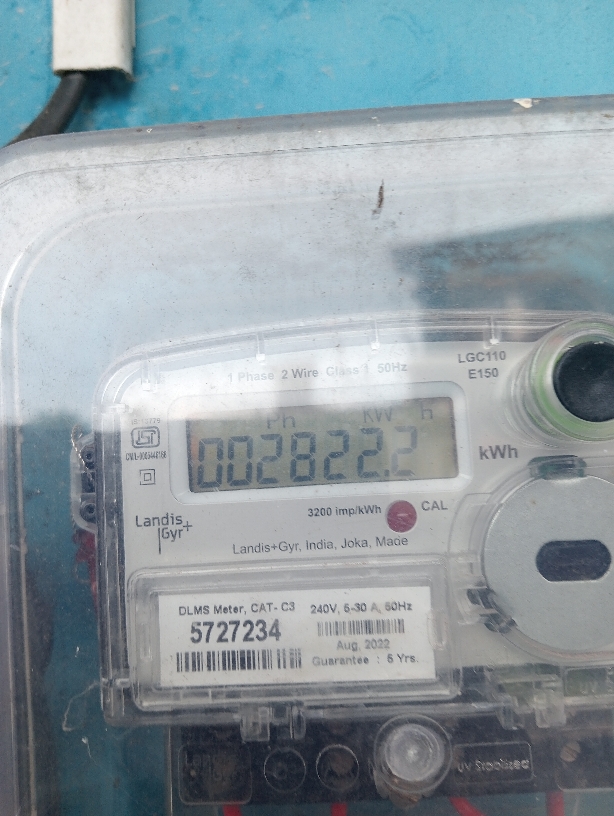 1 Phase 2 Wire Class 1 50Hz
LGC110
E150
Ph KW h
002822.2
kWh
3200 imp/kWh
CAL
Landis
Gyr+
Landis+Gyr, India, Joka, Made
DLMS Meter, CAT- C3
240V, 5-30 A, 50Hz
5727234
Aug, 2022
Guarantee : 5 Yrs.
UV Stabilized